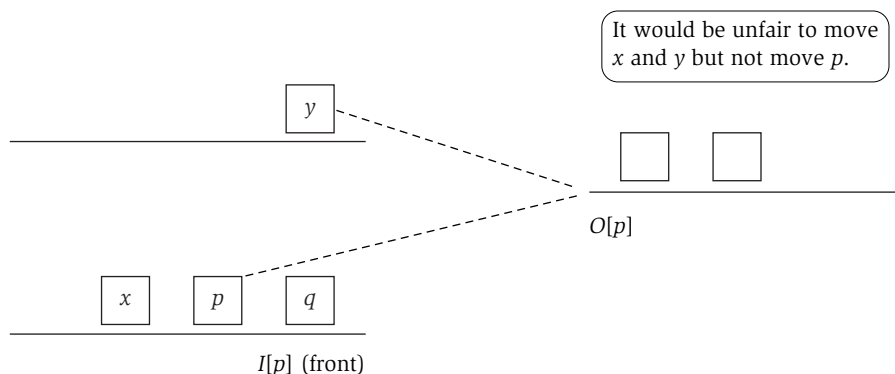 It would be unfair to move
x and y but not move p.
y
O[p]
x p q
I[p] (front)